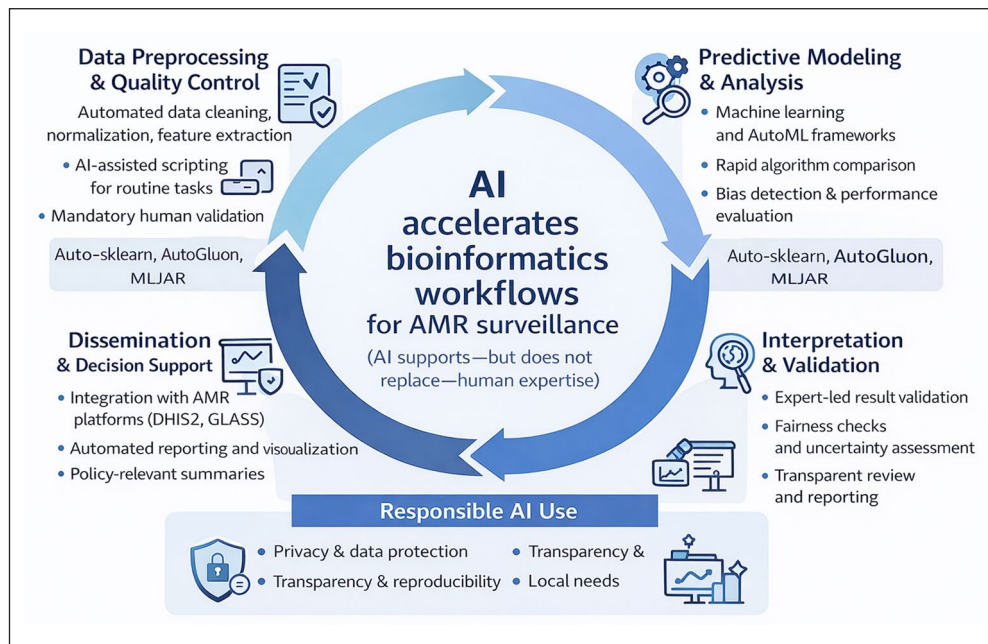 Data Preprocessing
& Quality Control
Automated data cleaning,
normalization, feature extraction
• AI-assisted scripting
for routine tasks
• Mandatory human validation
Auto-sklearn, AutoGluon,
MLJAR
Predictive Modeling
& Analysis
• Machine learning
and AutoML frameworks
• Rapid algorithm comparison
• Bias detection & performance
evaluation
Auto-sklearn, AutoGluon,
MLJAR
AI
accelerates
bioinformatics
workflows
for AMR surveillance
(AI supports—but does not
replace—human expertise)
Dissemination
& Decision Support
• Integration with AMR
platforms (DHIS2, GLASS)
• Automated reporting and visoualization
• Policy-relevant summaries
Interpretation
& Validation
• Expert-led result validation
• Fairness checks
and uncertainty assessment
• Transparent review
and reporting
Responsible AI Use
• Privacy & data protection
• Transparency & reproducibility
• Transparency &
• Local needs